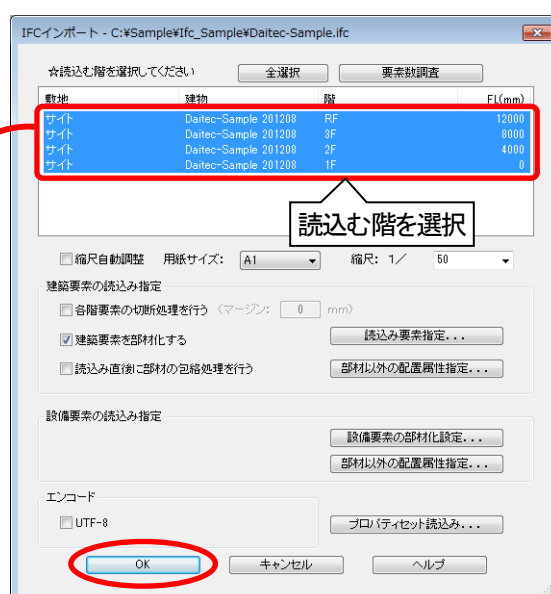 IFCインポート - C:¥Sample¥Ifc_Sample¥Daitec-Sample.ifc
☆読込む階を選択してください 全選択 要素数調査
敷地 建物 階 FL(mm)
サイト Daitec-Sample 201208 RF 12000
サイト Daitec-Sample 201208 3F 8000
サイト Daitec-Sample 201208 2F 4000
サイト Daitec-Sample 201208 1F 0
読込む階を選択
縮尺自動調整 用紙サイズ: A1 縮尺: 1/ 50
建築要素の読込み指定
各階要素の切断処理を行う (マージン: 0 mm)
建築要素を部材化する 読込み要素指定...
読込み直後に部材の包絡処理を行う 部材以外の配置属性指定...
設備要素の読込み指定
設備要素の部材化設定...
部材以外の配置属性指定...
エンコード
UTF-8 プロパティセット読込み...
OK キャンセル ヘルプ